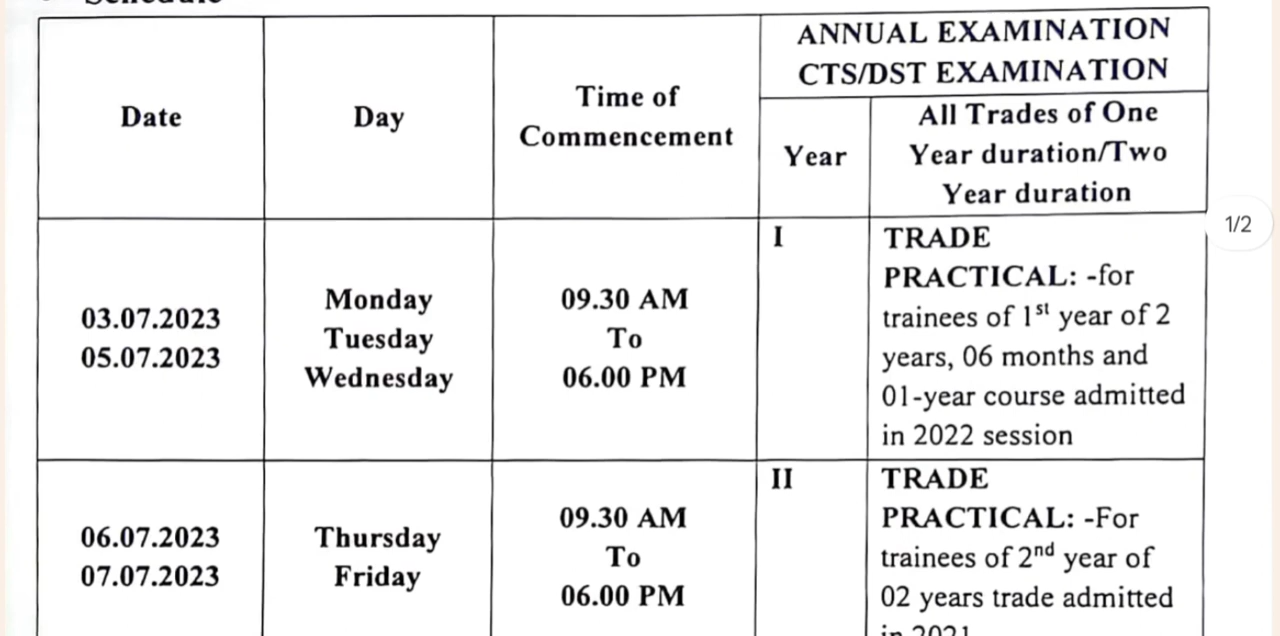 Schedule
Date
Day
Time of
Commencement
ANNUAL EXAMINATION
CTS/DST EXAMINATION
Year
All Trades of One
Year duration/Two
Year duration
03.07.2023
05.07.2023
Monday
Tuesday
Wednesday
09.30 AM
To
06.00 PM
I
TRADE
PRACTICAL: -for
trainees of 1st year of 2
years, 06 months and
01-year course admitted
in 2022 session
1/2
06.07.2023
07.07.2023
Thursday
Friday
09.30 AM
To
06.00 PM
II
TRADE
PRACTICAL: -For
trainees of 2nd year of
02 years trade admitted
in 2021